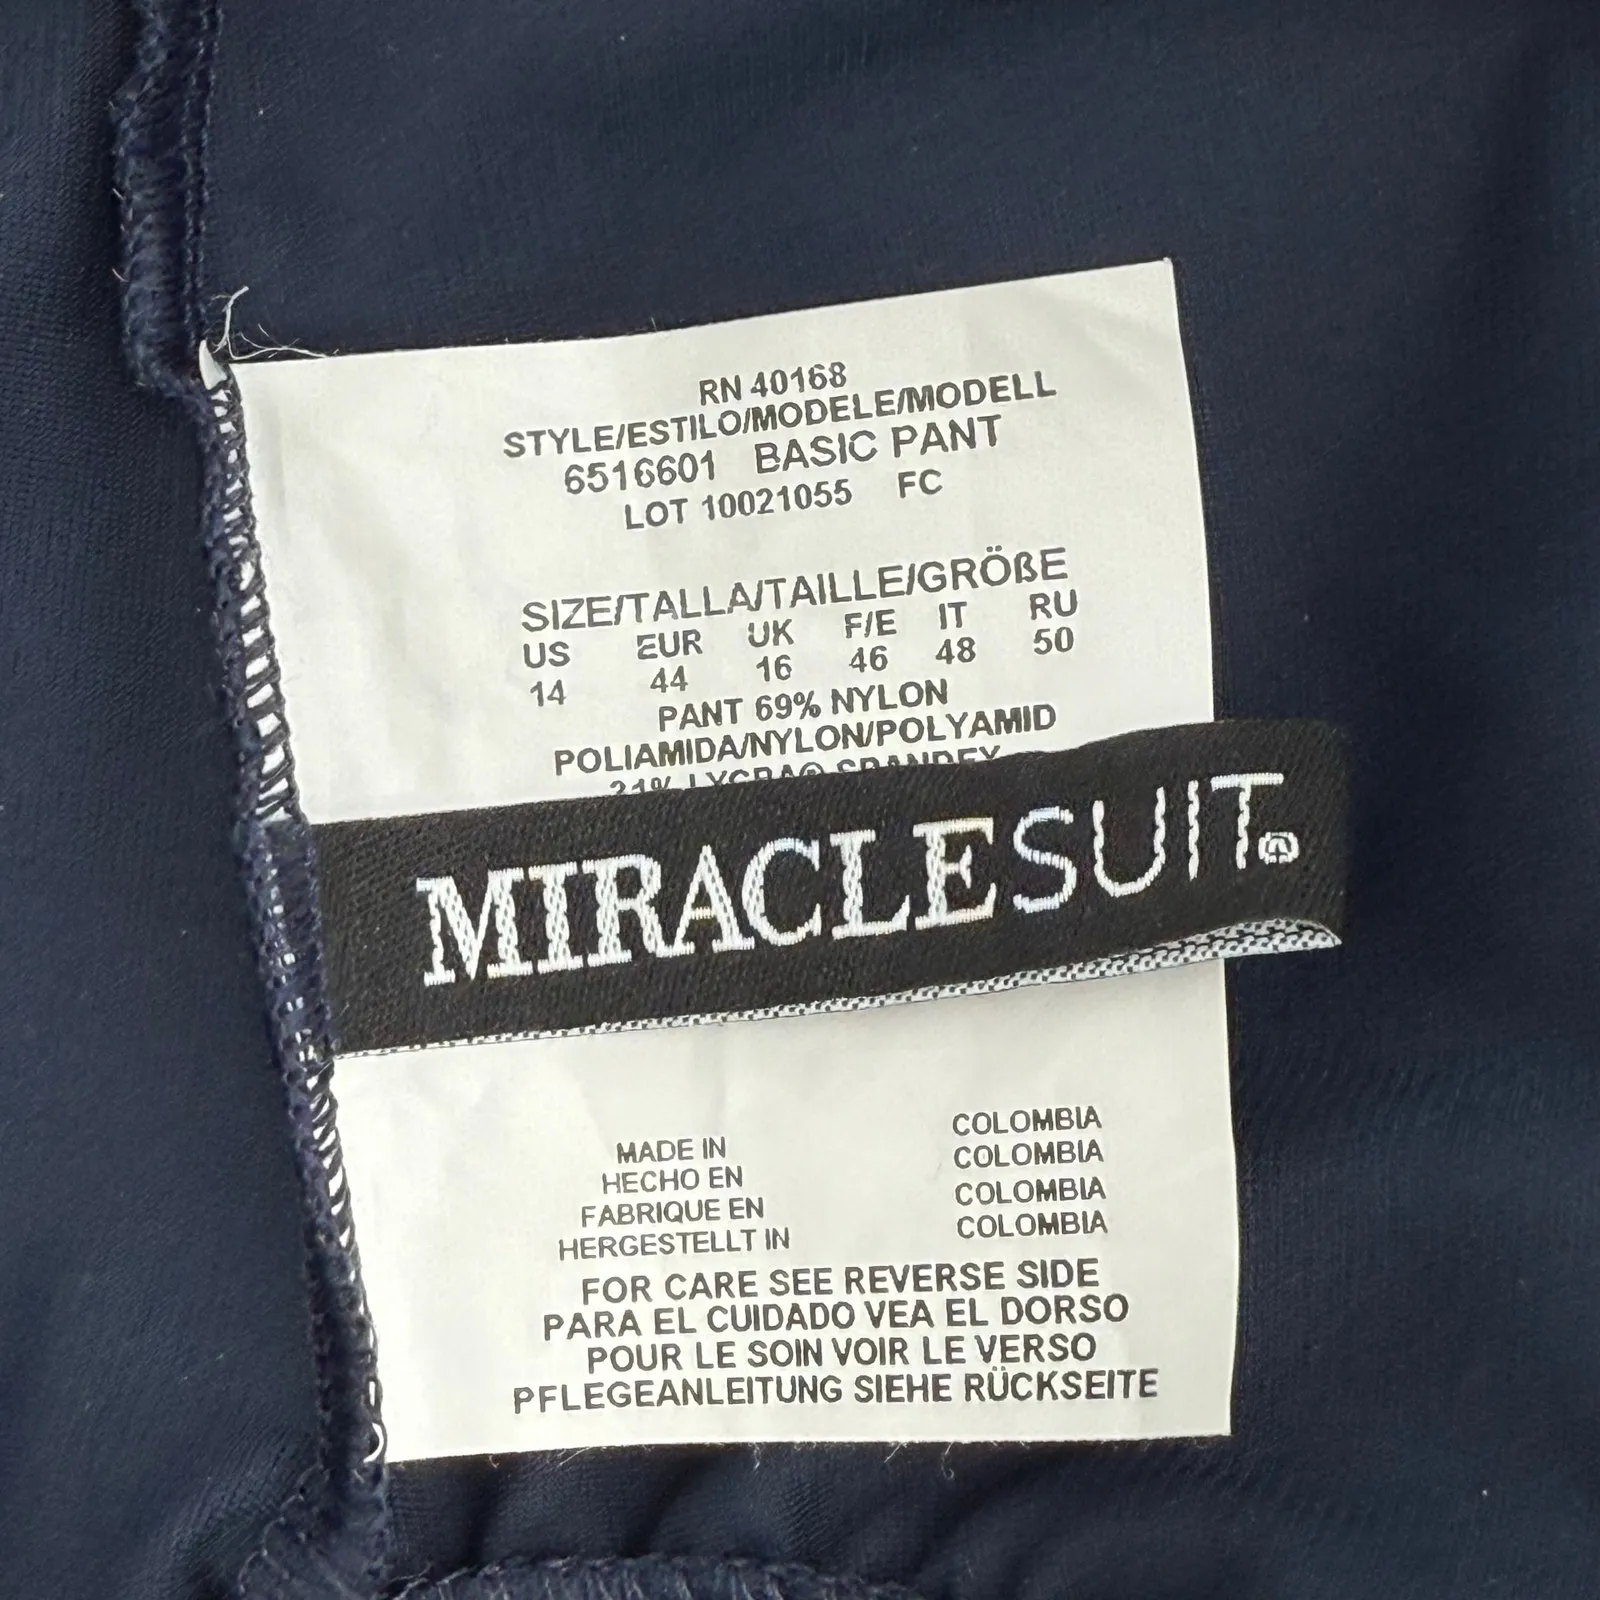 RN 40168
STYLE/ESTILO/MODELE/MODELL
6516601 BASIC PANT
LOT 10021055 FC
SIZE/TALLA/TAILLE/GRÖßE
US EUR UK F/E IT RU
14 44 16 46 48 50
PANT 69% NYLON
POLIAMIDA/NYLON/POLYAMID
LYCRA® SPANDEX
MIRACLESUIT®
MADE IN COLOMBIA
HECHO EN COLOMBIA
FABRIQUE EN COLOMBIA
HERGESTELLT IN COLOMBIA
FOR CARE SEE REVERSE SIDE
PARA EL CUIDADO VEA EL DORSO
POUR LE SOIN VOIR LE VERSO
PFLEGEANLEITUNG SIEHE RÜCKSEITE